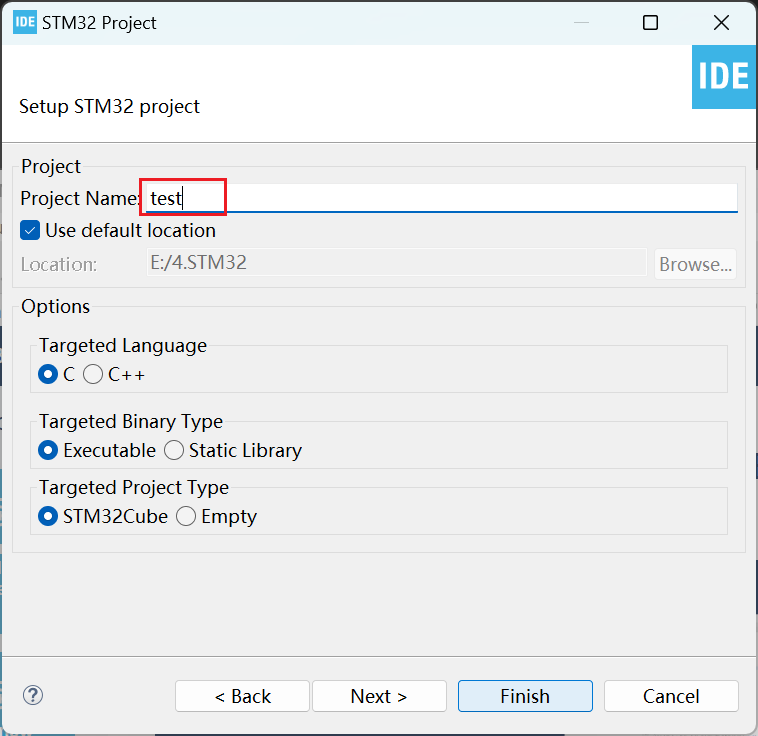 IDE STM32 Project
IDE
Setup STM32 project
Project
Project Name: test
Use default location
Location: E:/4.STM32 Browse...
Options
Targeted Language
C C++
Targeted Binary Type
Executable Static Library
Targeted Project Type
STM32Cube Empty
? < Back Next > Finish Cancel